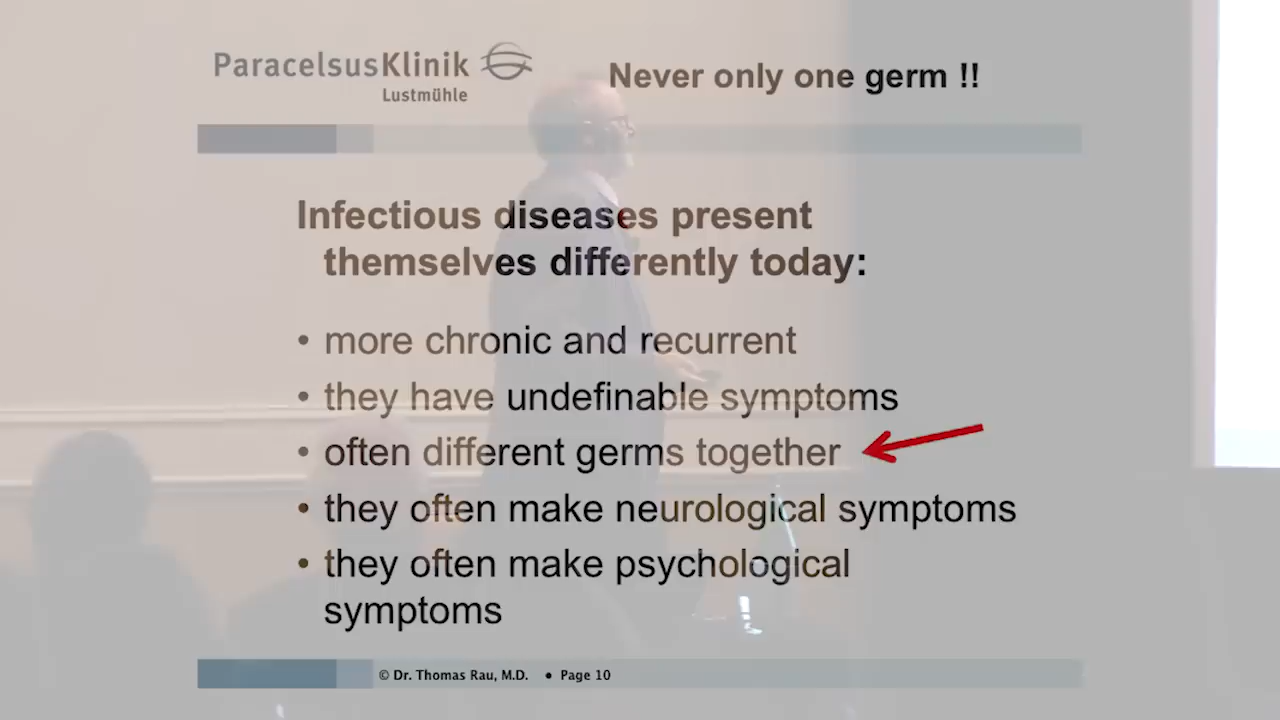 ParacelsusKlinik
Lustmühle
Never only one germ !!
Infectious diseases present
themselves differently today:
• more chronic and recurrent
• they have undefinable symptoms
• often different germs together
• they often make neurological symptoms
• they often make psychological
symptoms
© Dr. Thomas Rau, M.D. • Page 10